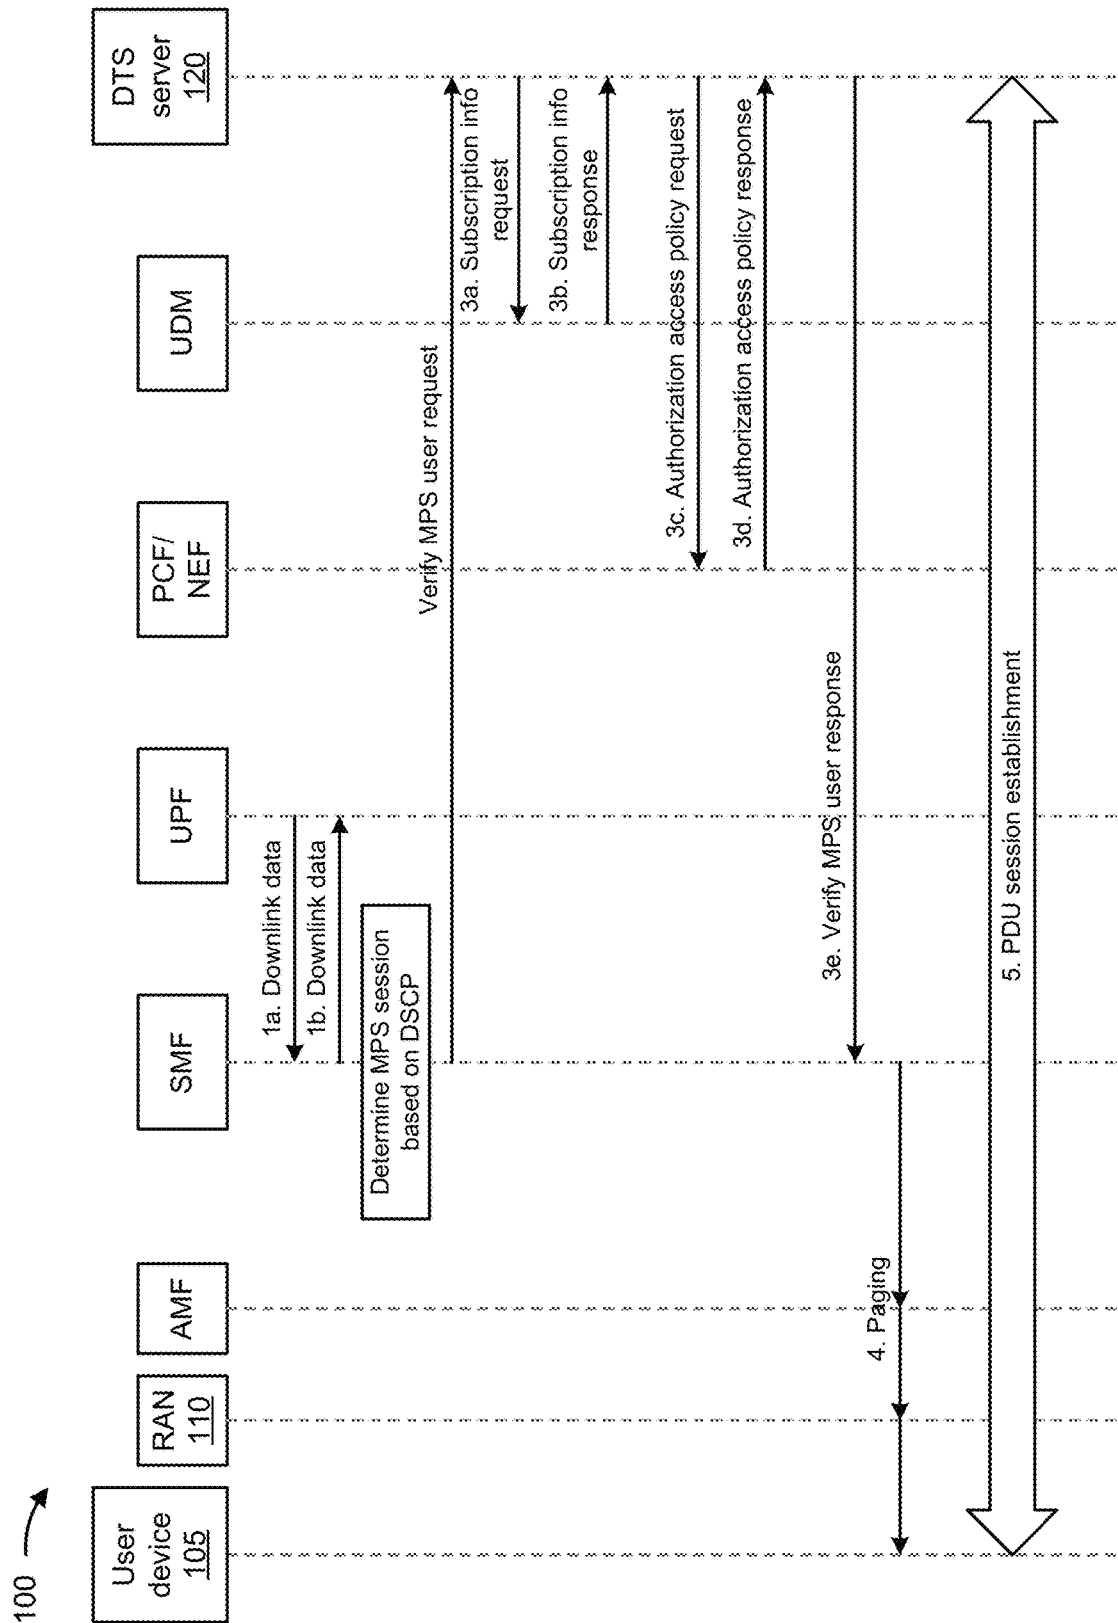 100
User
device
105
RAN
110
AMF
SMF
UPF
PCF/
NEF
UDM
DTS
server
120
1a. Downlink data
1b. Downlink data
Determine MPS session
based on DSCP
Verify MPS user request
3a. Subscription info
request
3b. Subscription info
response
3c. Authorization access policy request
3d. Authorization access policy response
3e. Verify MPS user response
4. Paging
5. PDU session establishment